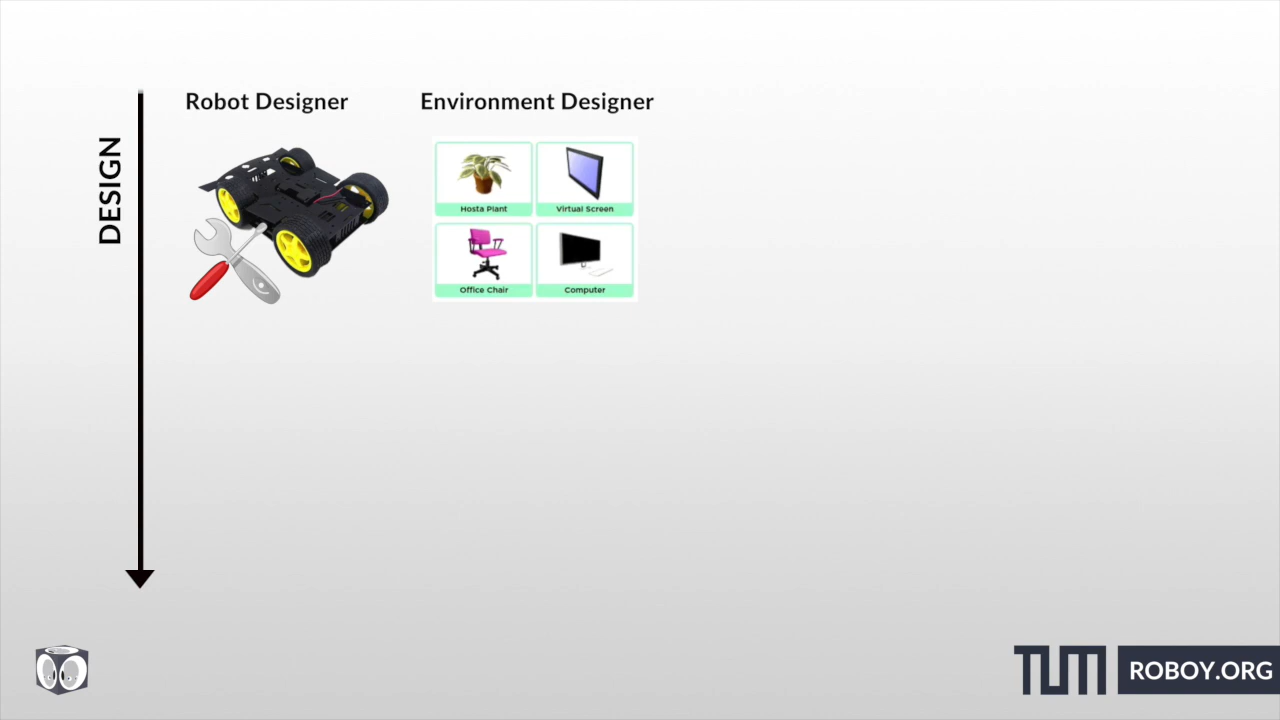 Robot Designer
Environment Designer
DESIGN
Hosta Plant
Virtual Screen
Office Chair
Computer
TUM
ROBOY.ORG